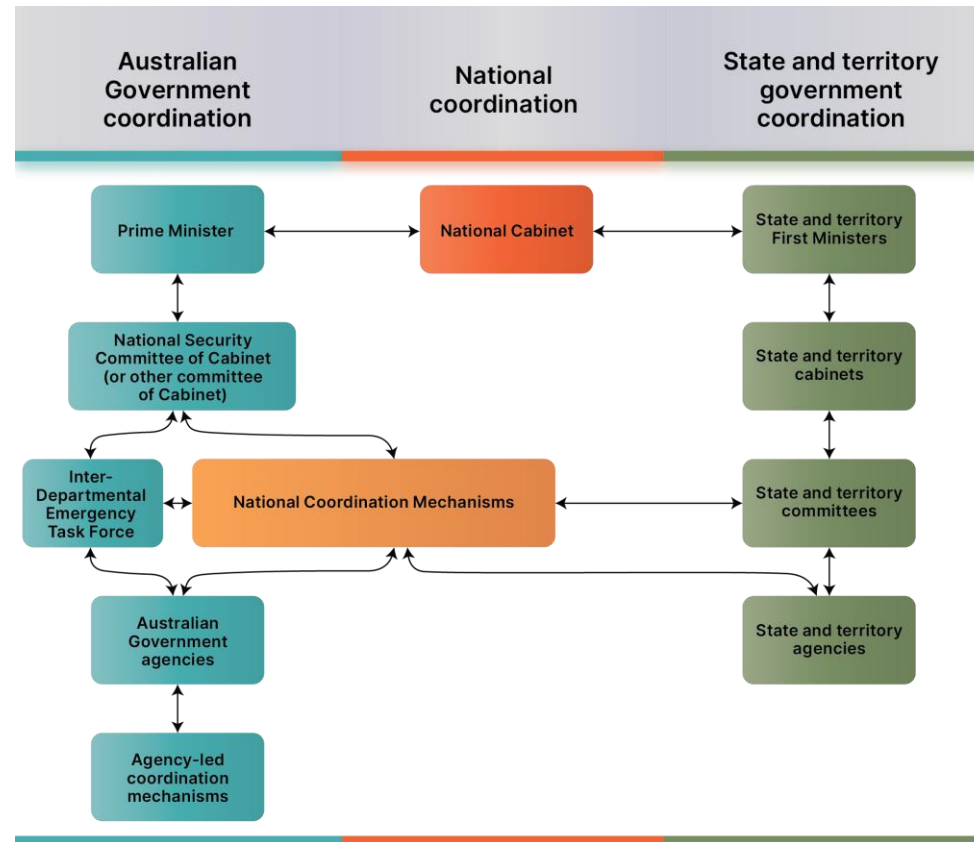 Australian
Government
coordination
National
coordination
State and territory
government
coordination
Prime Minister
National Cabinet
State and territory
First Ministers
National Security
Committee of Cabinet
(or other committee
of Cabinet)
State and territory
cabinets
Inter-
Departmental
Emergency
Task Force
National Coordination Mechanisms
State and territory
committees
Australian
Government
agencies
State and territory
agencies
Agency-led
coordination
mechanisms